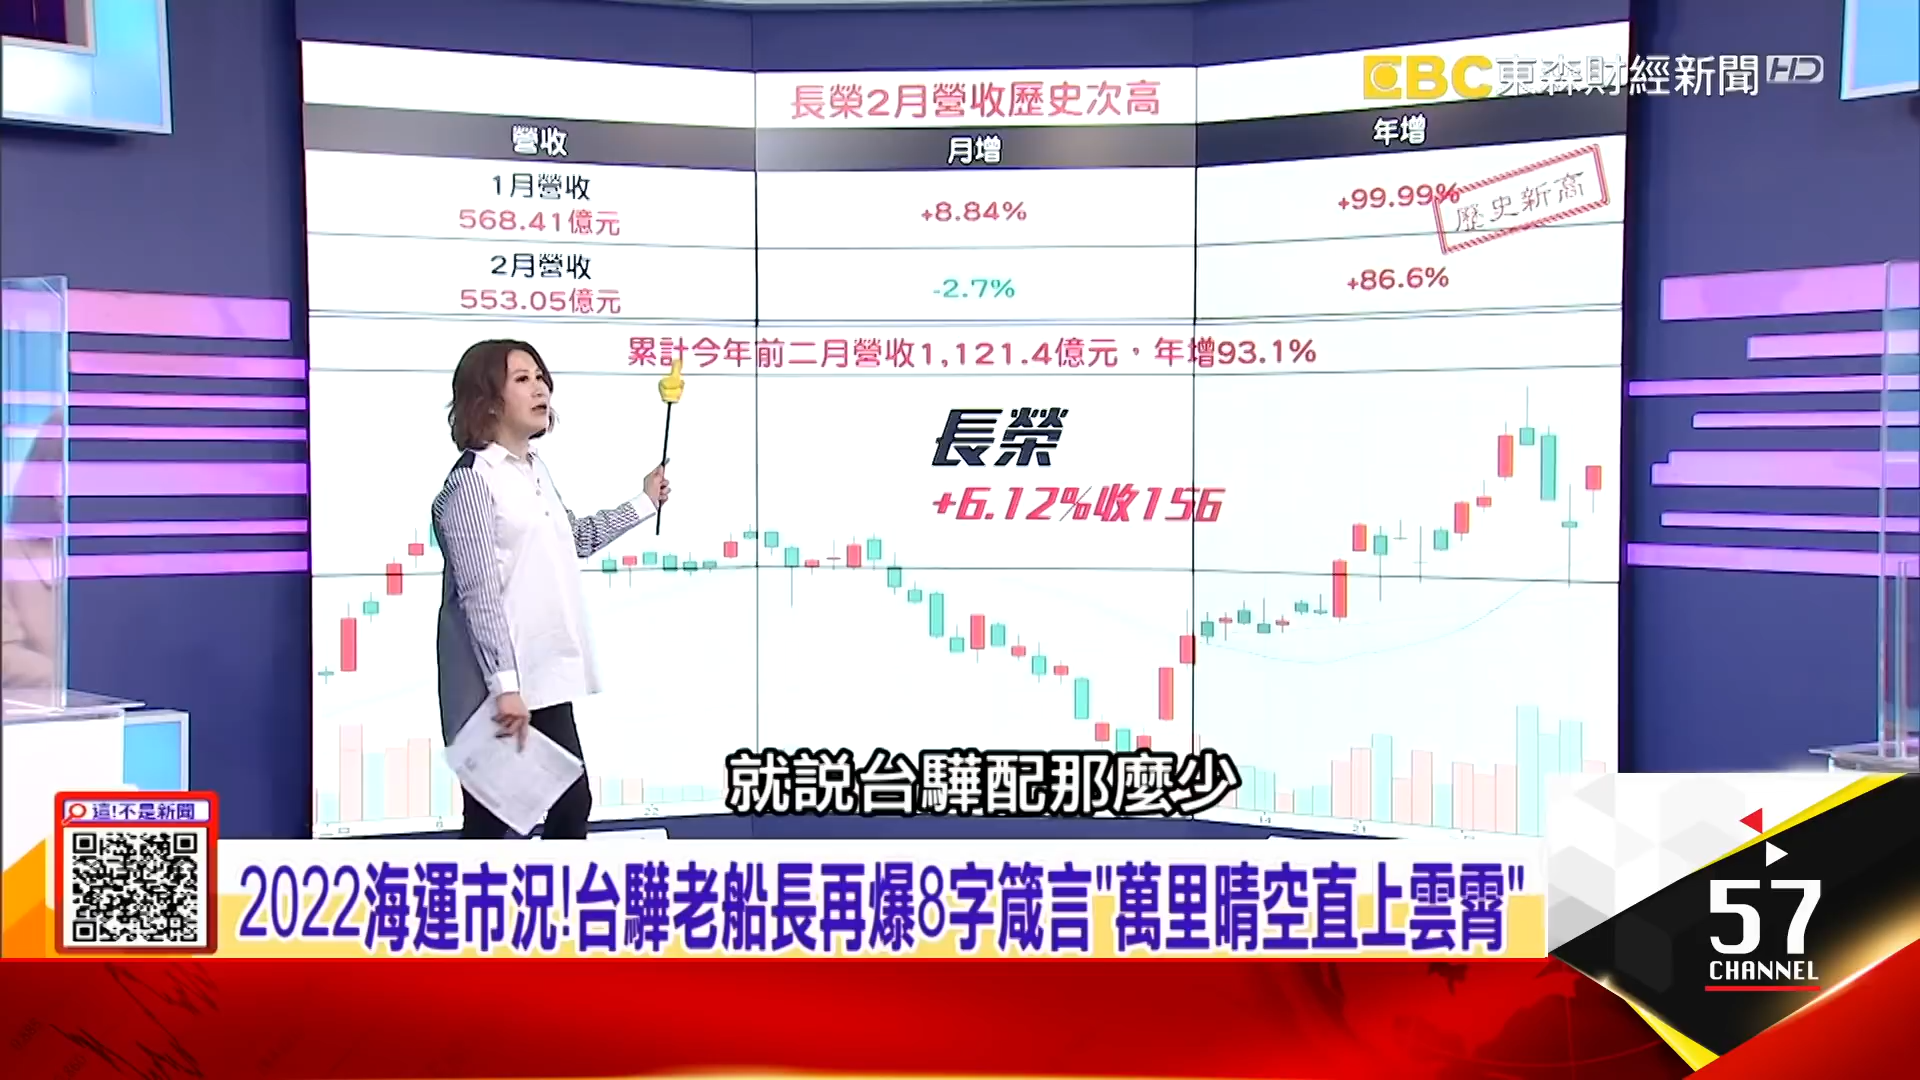 EBC東森財經新聞HD
長榮2月營收歷史次高
營收 月增 年增
1月營收
568.41億元 +8.84% +99.99%
歷史新高
2月營收
553.05億元 -2.7% +86.6%
累計今年前二月營收1,121.4億元，年增93.1%
長榮
+6.12%收156
就說台驊配那麼少
這!不是新聞
2022海運市況!台驊老船長再爆8字箴言"萬里晴空直上雲霄"
57
CHANNEL